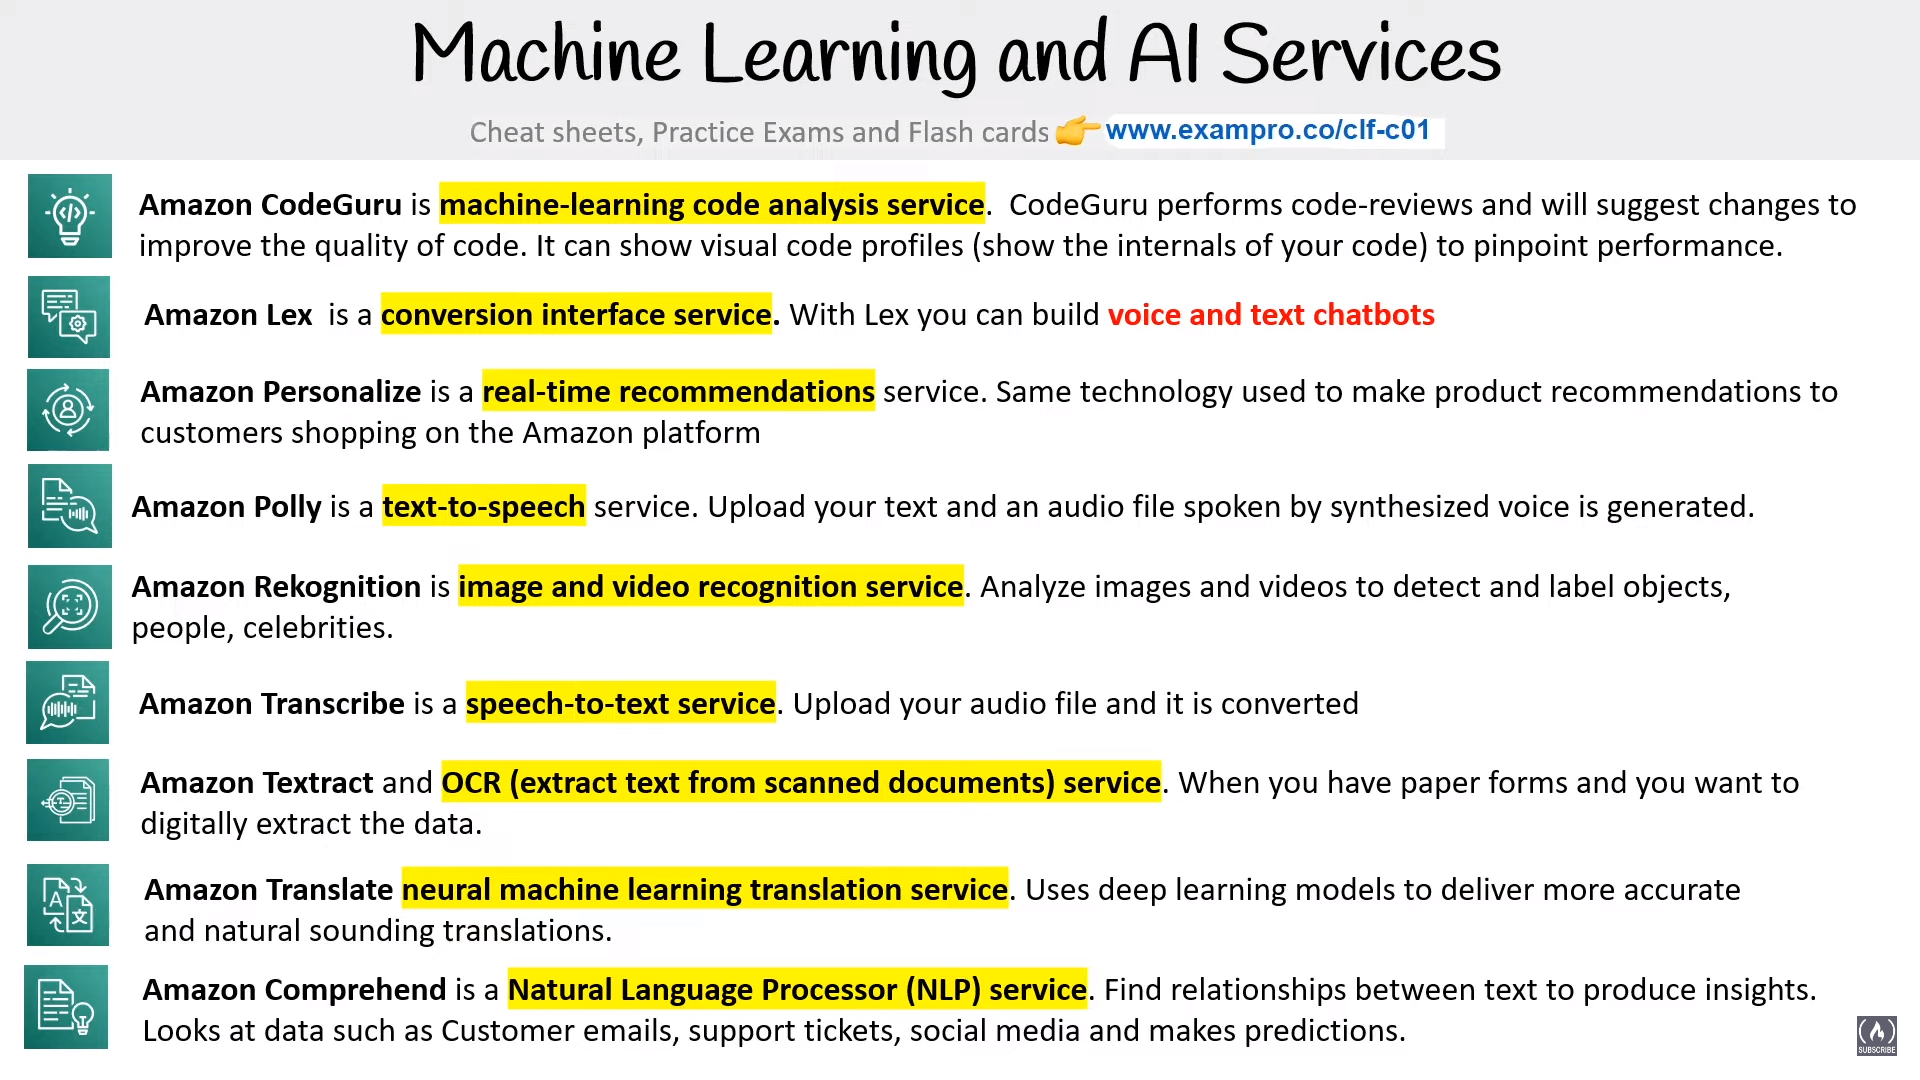 Machine Learning and AI Services
Cheat sheets, Practice Exams and Flash cards 👉 www.exampro.co/clf-c01
Amazon CodeGuru is machine-learning code analysis service. CodeGuru performs code-reviews and will suggest changes to
improve the quality of code. It can show visual code profiles (show the internals of your code) to pinpoint performance.
Amazon Lex is a conversion interface service. With Lex you can build voice and text chatbots
Amazon Personalize is a real-time recommendations service. Same technology used to make product recommendations to
customers shopping on the Amazon platform
Amazon Polly is a text-to-speech service. Upload your text and an audio file spoken by synthesized voice is generated.
Amazon Rekognition is image and video recognition service. Analyze images and videos to detect and label objects,
people, celebrities.
Amazon Transcribe is a speech-to-text service. Upload your audio file and it is converted
Amazon Textract and OCR (extract text from scanned documents) service. When you have paper forms and you want to
digitally extract the data.
Amazon Translate neural machine learning translation service. Uses deep learning models to deliver more accurate
and natural sounding translations.
Amazon Comprehend is a Natural Language Processor (NLP) service. Find relationships between text to produce insights.
Looks at data such as Customer emails, support tickets, social media and makes predictions.
SUBSCRIBE